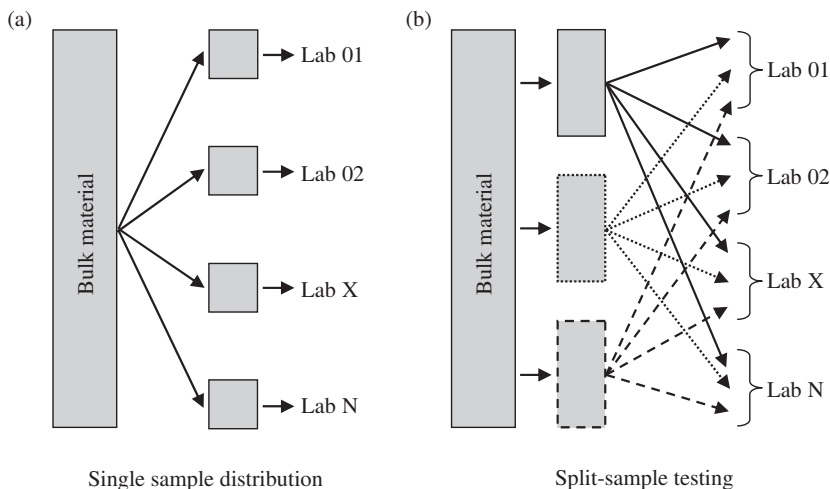 (a)
Bulk material
Lab 01
Lab 02
Lab X
Lab N
Single sample distribution
(b)
Bulk material
Lab 01
Lab 02
Lab X
Lab N
Split-sample testing